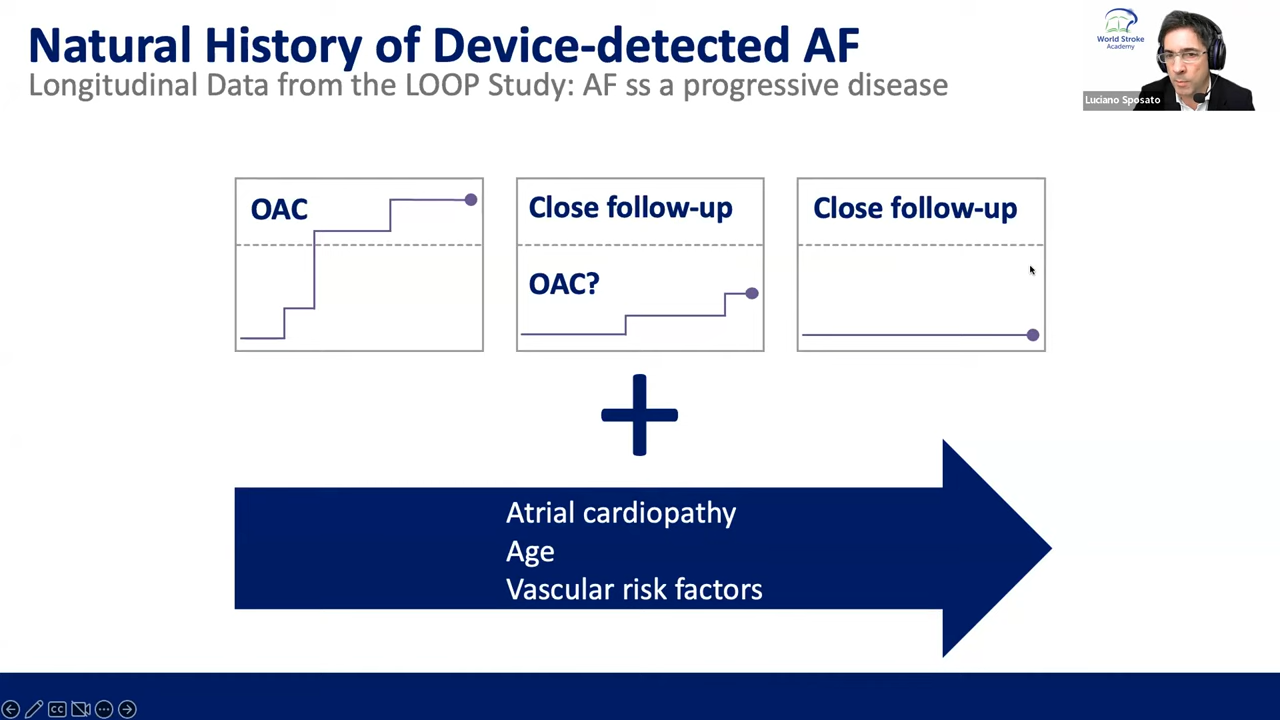 Natural History of Device-detected AF
Longitudinal Data from the LOOP Study: AF ss a progressive disease
World Stroke
Academy
Luciano Sposato
OAC
Close follow-up
OAC?
Close follow-up
Atrial cardiopathy
Age
Vascular risk factors
CC